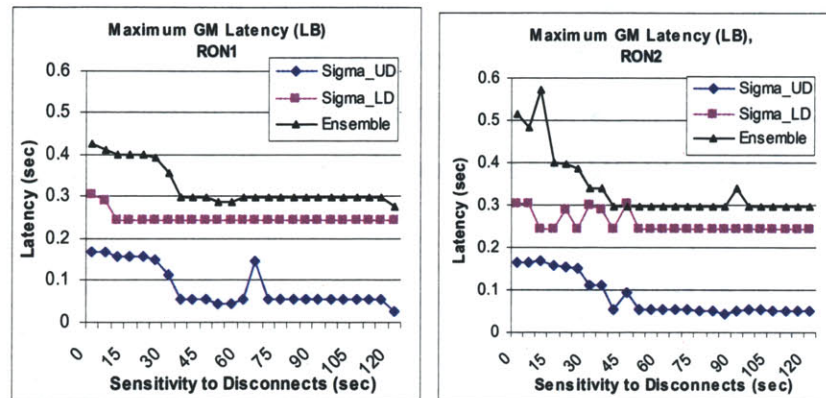 Maximum GM Latency (LB)
RON1
0.6
0.5
0.4
0.3
0.2
0.1
0
Latency (sec)
Sigma_UD
Sigma_LD
Ensemble
0 15 30 45 60 75 90 105 120
Sensitivity to Disconnects (sec)
Maximum GM Latency (LB),
RON2
0.6
0.5
0.4
0.3
0.2
0.1
0
Latency (sec)
Sigma_UD
Sigma_LD
Ensemble
0 15 30 45 60 75 90 105 120
Sensitivity to Disconnects (sec)